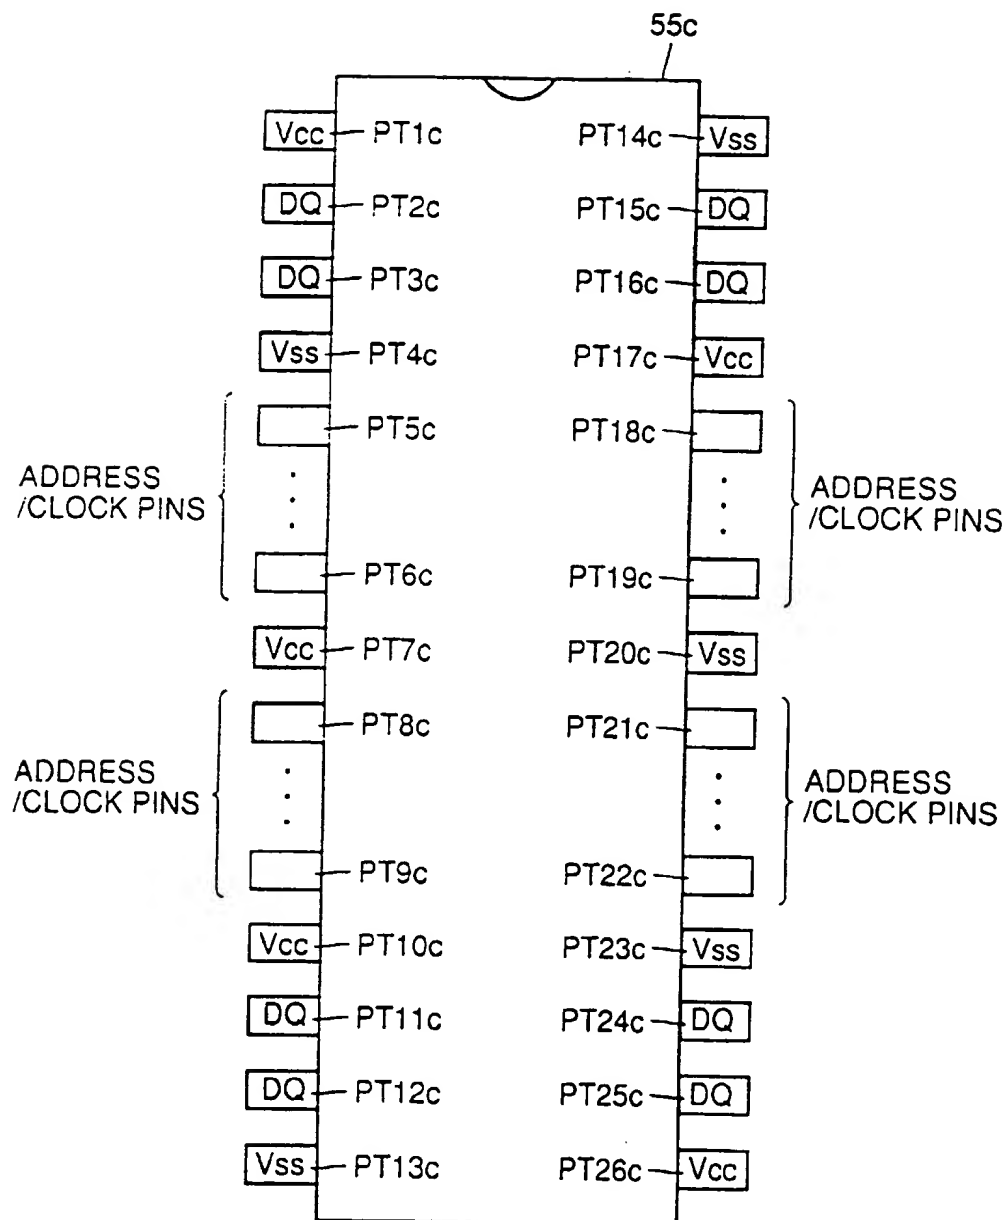 55c
Vcc PT1c PT14c Vss
DQ PT2c PT15c DQ
DQ PT3c PT16c DQ
Vss PT4c PT17c Vcc
PT5c PT18c
ADDRESS
/CLOCK PINS
ADDRESS
/CLOCK PINS
PT6c PT19c
Vcc PT7c PT20c Vss
PT8c PT21c
ADDRESS
/CLOCK PINS
ADDRESS
/CLOCK PINS
PT9c PT22c
Vcc PT10c PT23c Vss
DQ PT11c PT24c DQ
DQ PT12c PT25c DQ
Vss PT13c PT26c Vcc